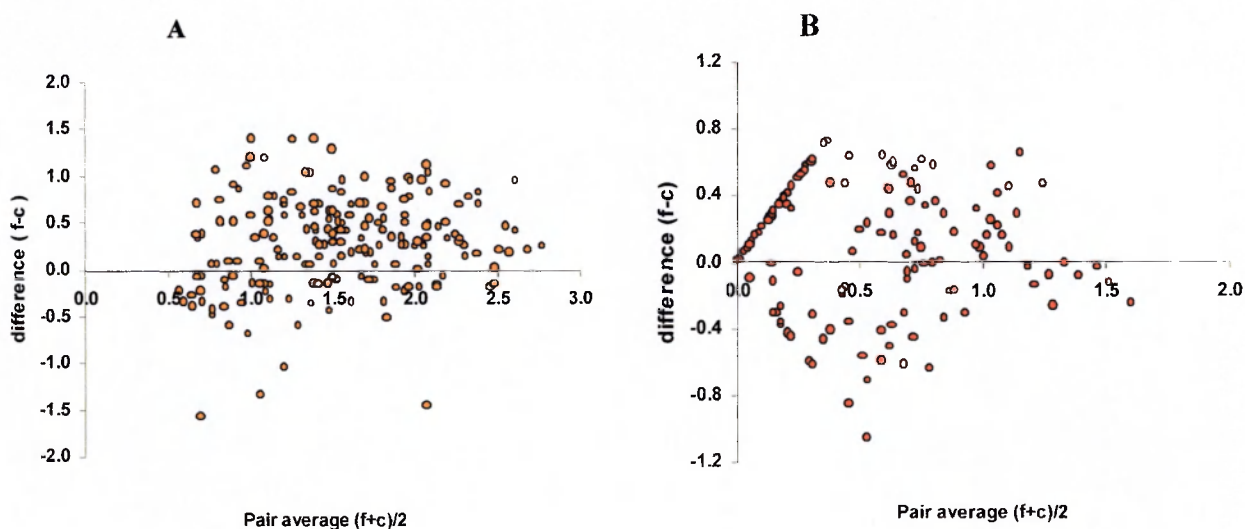 A
difference ( f-c)
2.0
1.5
1.0
0.5
0.0
-0.5
-1.0
-1.5
-2.0
0.0 0.5 1.0 1.5 2.0 2.5 3.0
Pair average (f+c)/2
B
difference (f-c)
1.2
0.8
0.4
0.0
-0.4
-0.8
-1.2
0.0 0.5 1.0 1.5 2.0
Pair average (f+c)/2